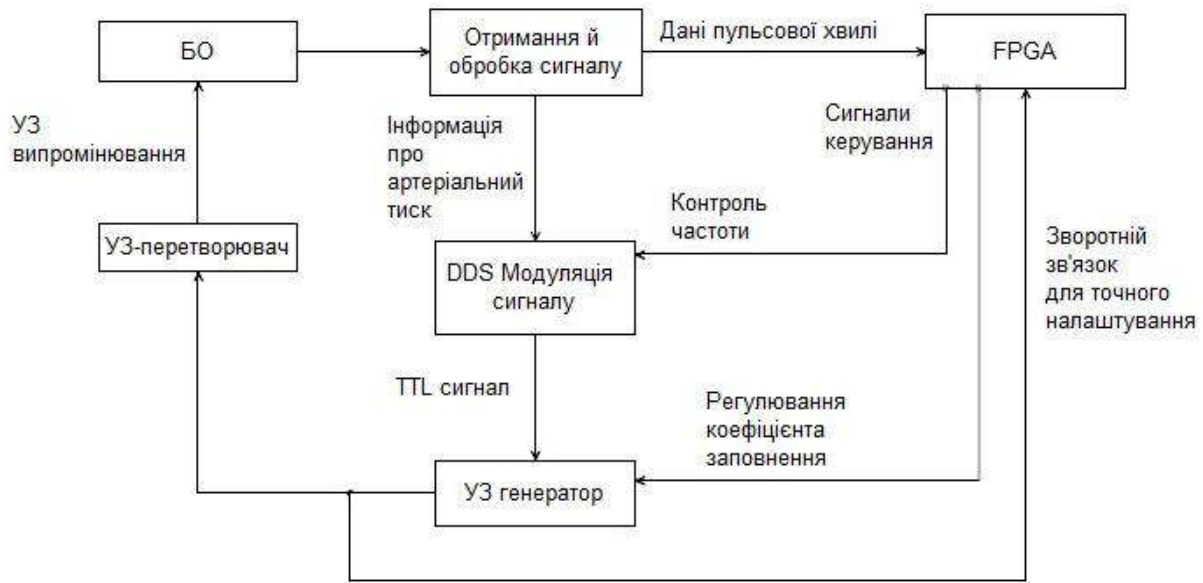 БО
Отримання й
обробка сигналу
Дані пульсової хвилі
FPGA
УЗ
випромінювання
Інформація
про
артеріальний
тиск
Сигнали
керування
УЗ-перетворювач
Контроль
частоти
DDS Модуляція
сигналу
Зворотній
зв'язок
для точного
налаштування
TTL сигнал
Регулювання
коефіцієнта
заповнення
УЗ генератор